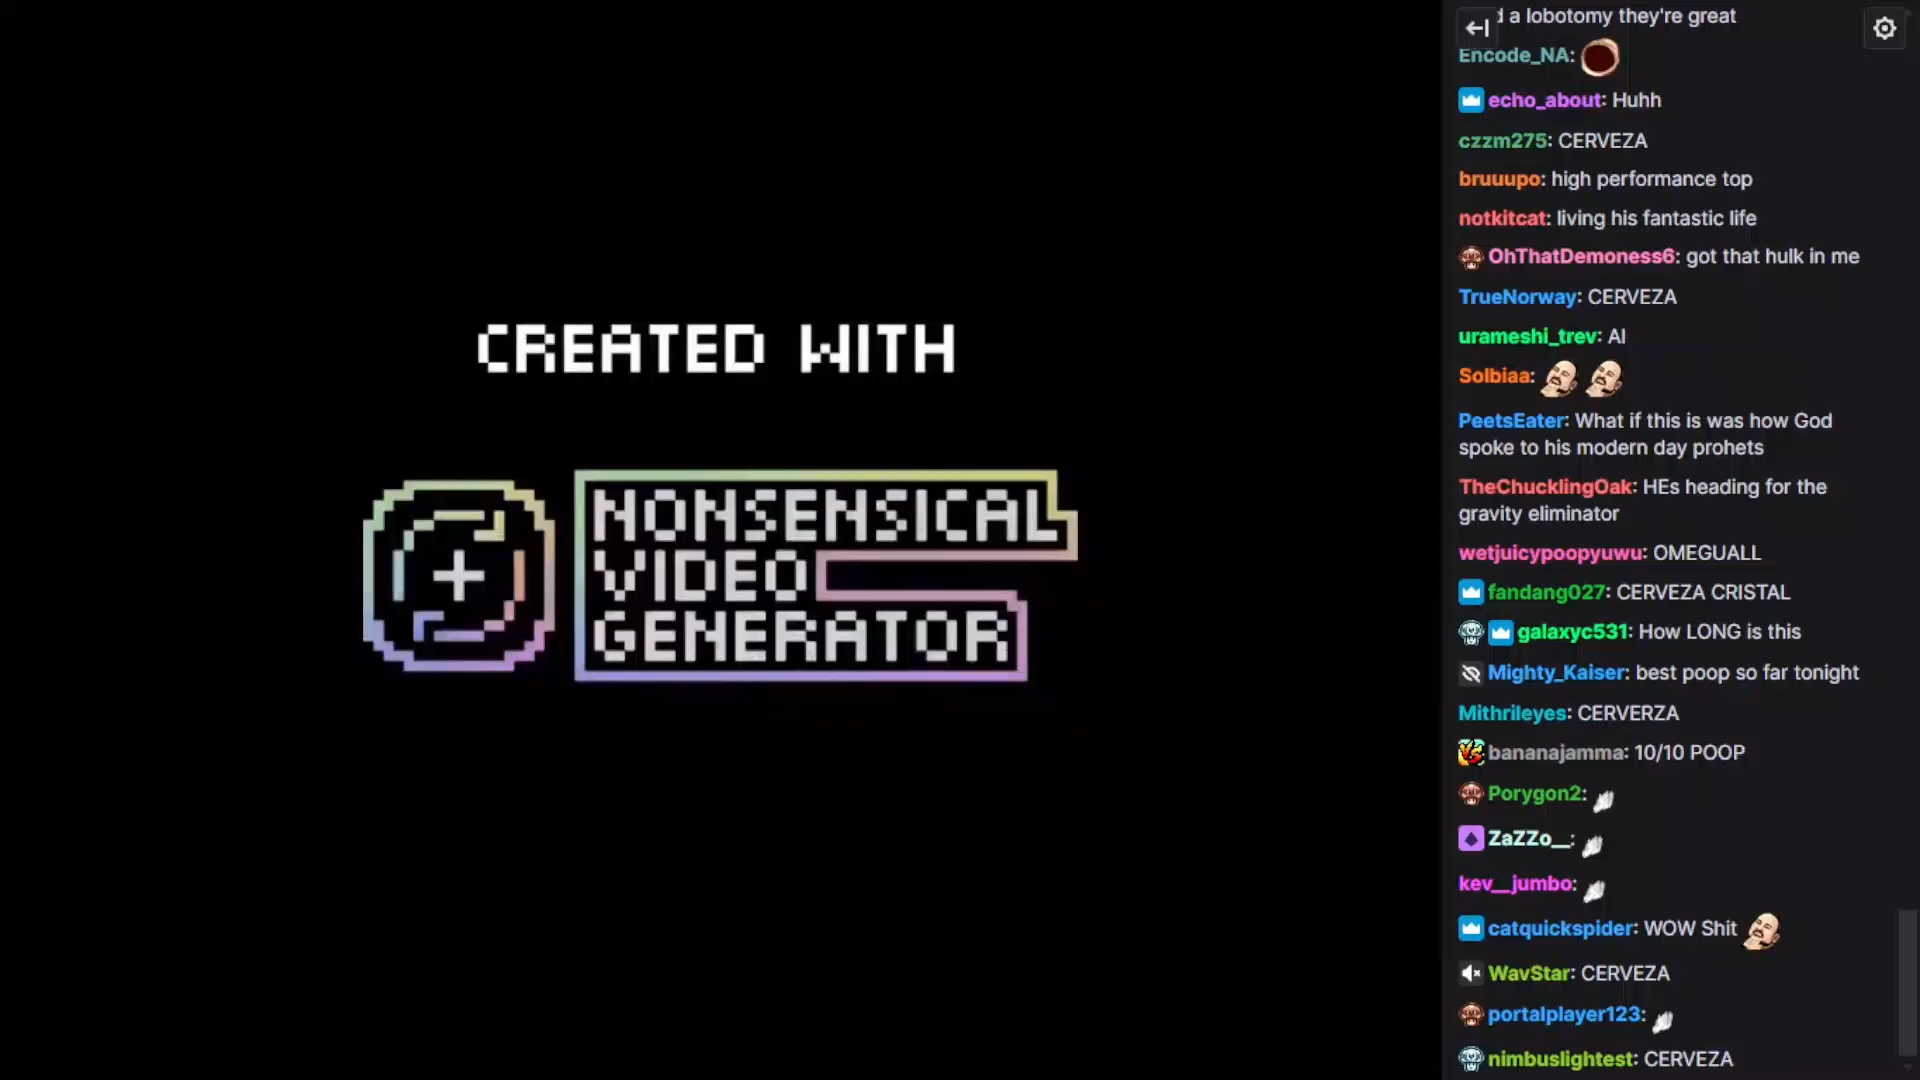 CREATED WITH
NONSENSICAL
VIDEO
GENERATOR
d a lobotomy they're great
Encode_NA:
echo_about: Huhh
czzm275: CERVEZA
bruuupo: high performance top
notkitcat: living his fantastic life
OhThatDemoness6: got that hulk in me
TrueNorway: CERVEZA
urameshi_trev: AI
Solbiaa:
PeetsEater: What if this is was how God
spoke to his modern day prohets
TheChucklingOak: HEs heading for the
gravity eliminator
wetjuicypoopyuwu: OMEGUALL
fandang027: CERVEZA CRISTAL
galaxyc531: How LONG is this
Mighty_Kaiser: best poop so far tonight
Mithrileyes: CERVERZA
bananajamma: 10/10 POOP
Porygon2:
ZaZZo__:
kev__jumbo:
catquickspider: WOW Shit
WavStar: CERVEZA
portalplayer123:
nimbuslightest: CERVEZA